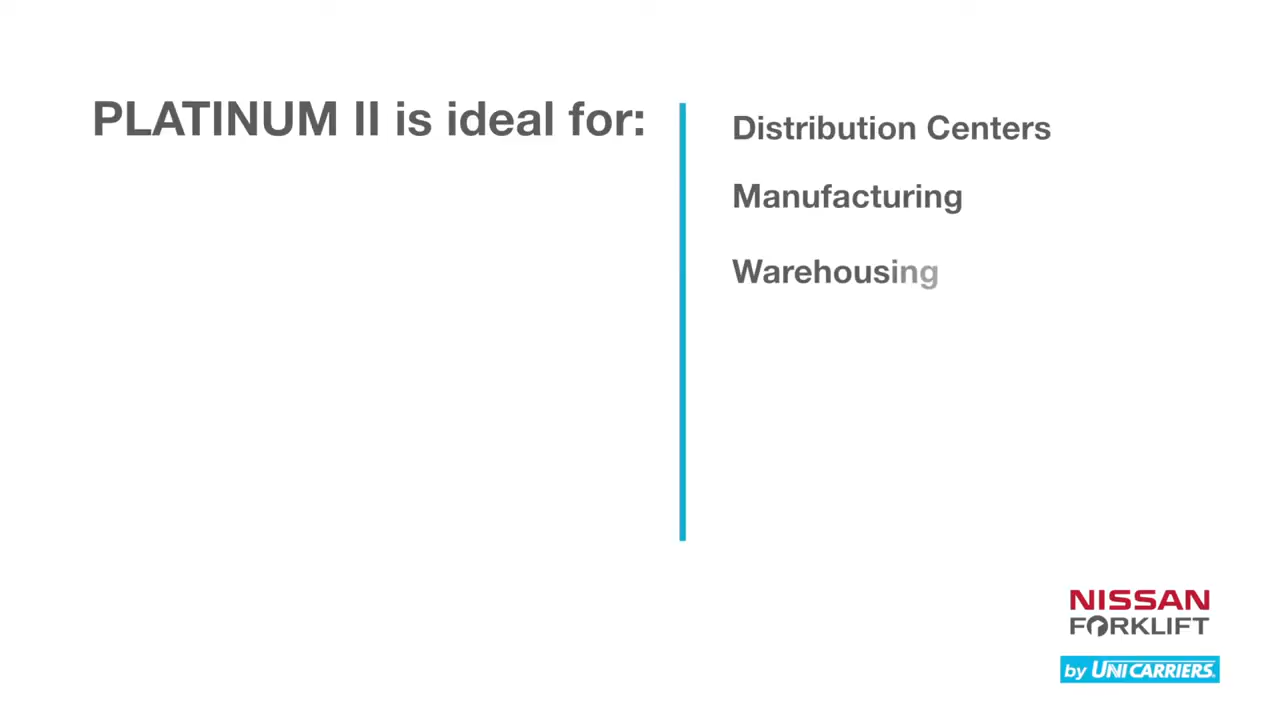 PLATINUM II is ideal for:
Distribution Centers
Manufacturing
Warehousing
NISSAN
FORKLIFT
by UNICARRIERS.